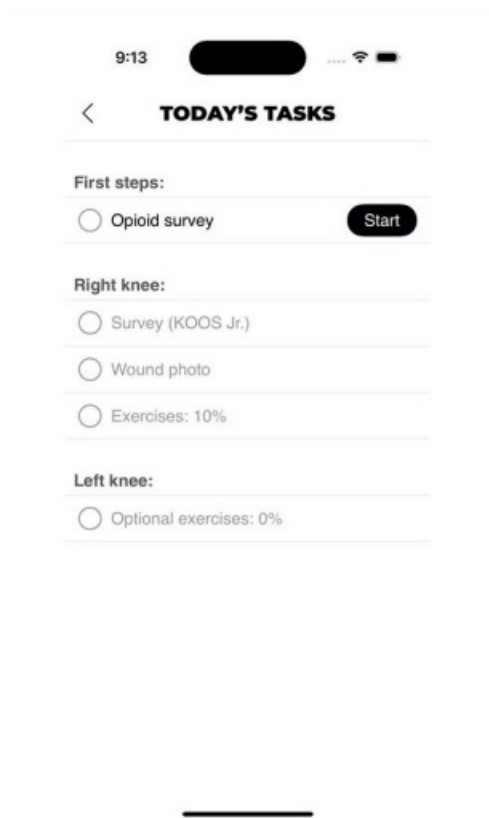 9:13
TODAY'S TASKS
First steps:
Opioid survey Start
Right knee:
Survey (KOOS Jr.)
Wound photo
Exercises: 10%
Left knee:
Optional exercises: 0%